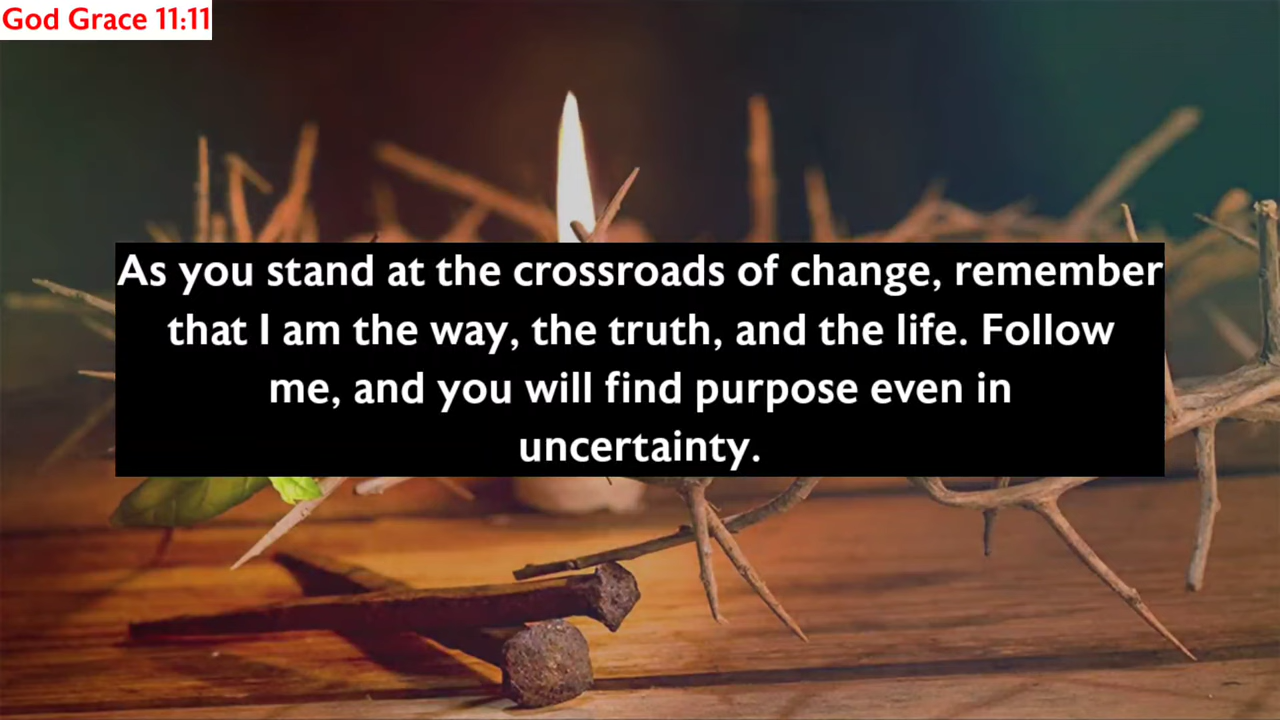 God Grace 11:11
As you stand at the crossroads of change, remember
that I am the way, the truth, and the life. Follow
me, and you will find purpose even in
uncertainty.